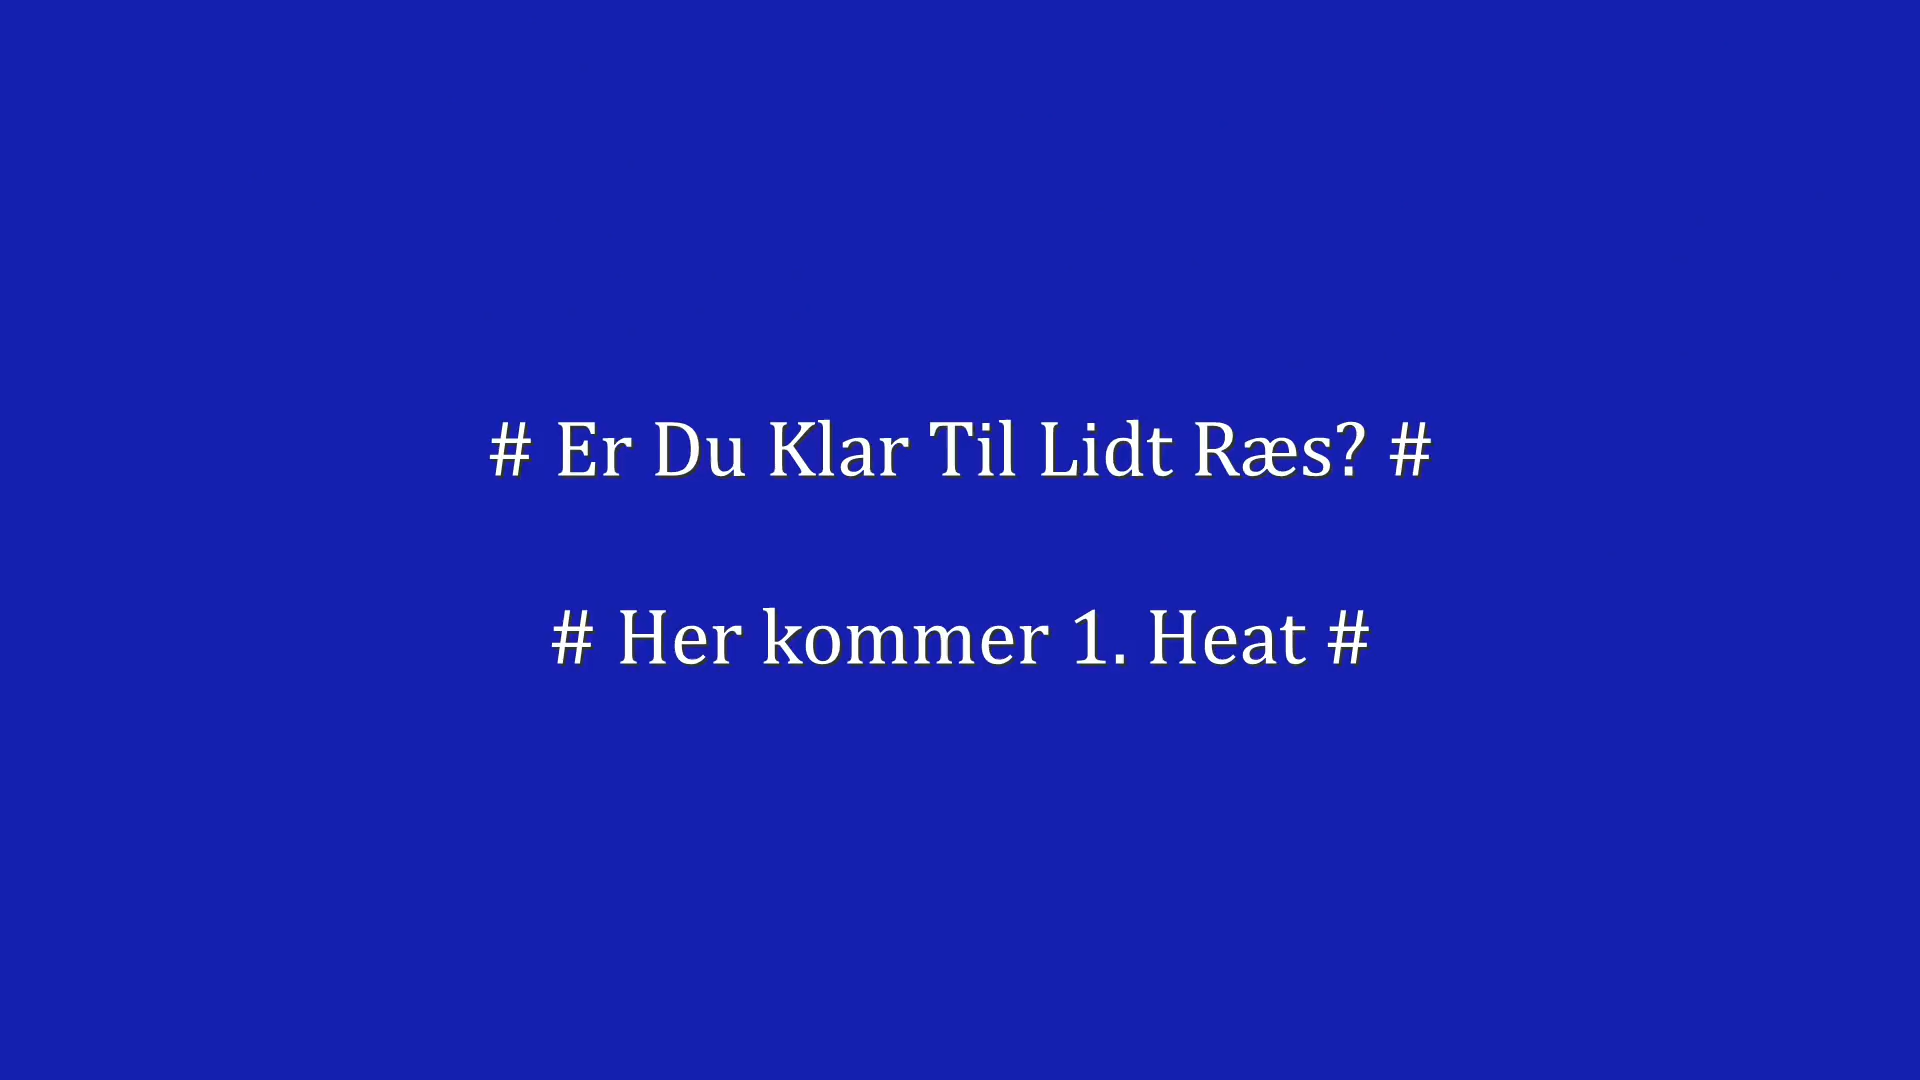 # Er Du Klar Til Lidt Ræs? #
# Her kommer 1. Heat #